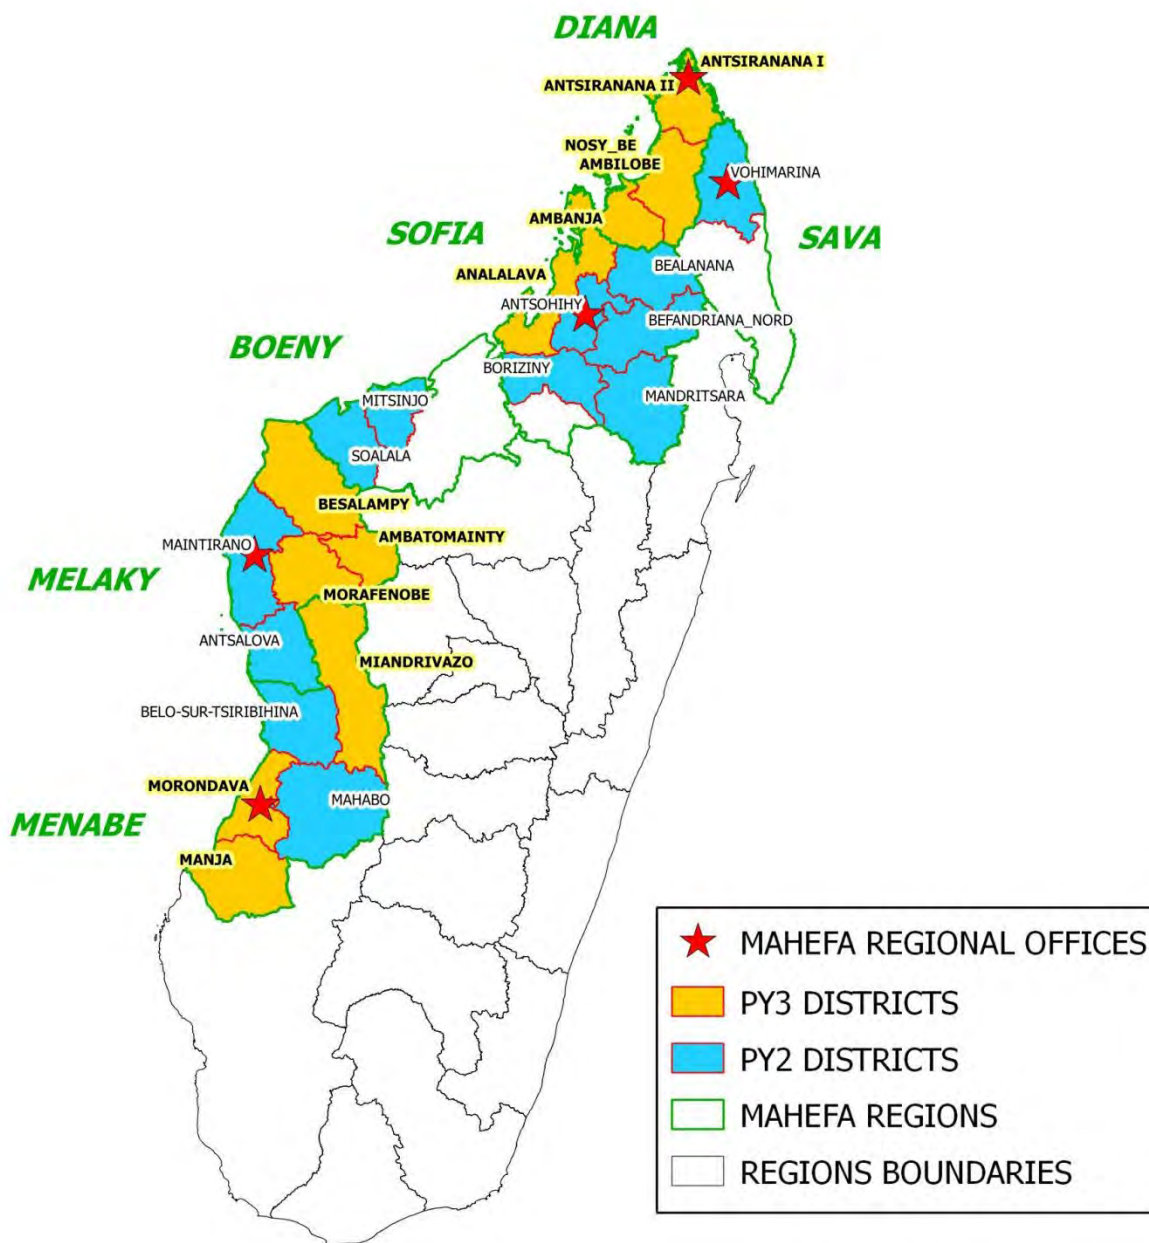 DIANA
ANTSIRANANA I
ANTSIRANANA II
NOSY_BE
AMBILOBE
VOHIMARINA
AMBANJA
SOFIA
SAVA
BEALANANA
ANALALAVA
ANTSOHIHY
BEFANDRIANA_NORD
BOENY
BORIZINY
MITSINJO
MANDRITSARA
SOALALA
BESALAMPY
AMBATOMAINTY
MAINTIRANO
MELAKY
MORAFENOBE
ANTSALOVA
MIANDRIVAZO
BELO-SUR-TSIRIBIHINA
MORONDAVA
MAHABO
MENABE
MANJA
MAHEFA REGIONAL OFFICES
PY3 DISTRICTS
PY2 DISTRICTS
MAHEFA REGIONS
REGIONS BOUNDARIES